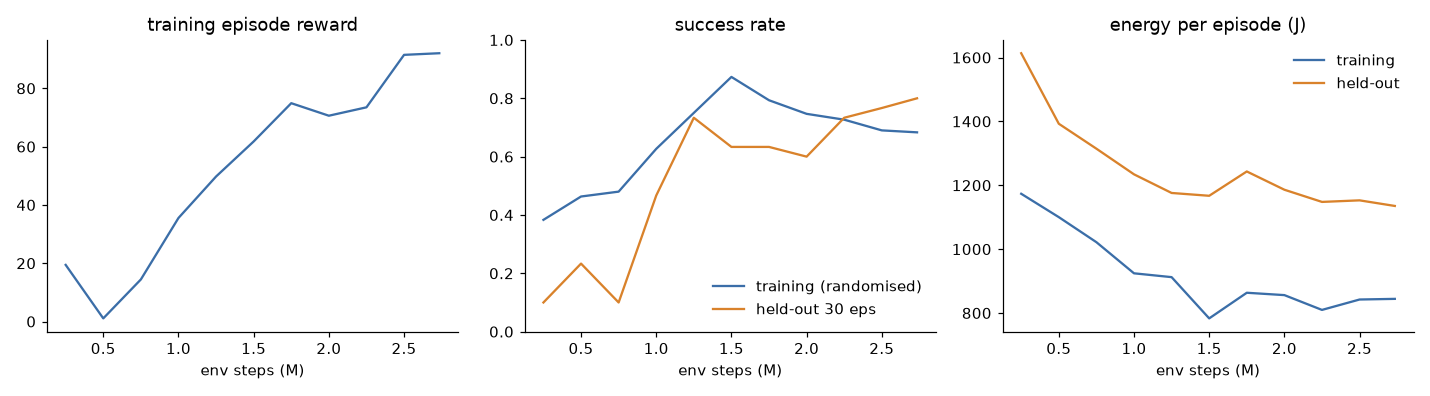 training episode reward
80
60
40
20
0
0.5 1.0 1.5 2.0 2.5
env steps (M)
success rate
1.0
0.8
0.6
0.4
0.2
0.0
training (randomised)
held-out 30 eps
0.5 1.0 1.5 2.0 2.5
env steps (M)
energy per episode (J)
1600
1400
1200
1000
800
training
held-out
0.5 1.0 1.5 2.0 2.5
env steps (M)